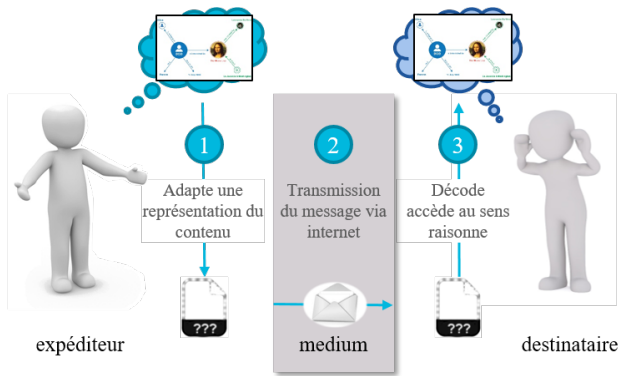 1
Adapte une
représentation du
contenu
2
Transmission
du message via
internet
3
Décode
accède au sens
raisonne
???
???
expéditeur
medium
destinataire